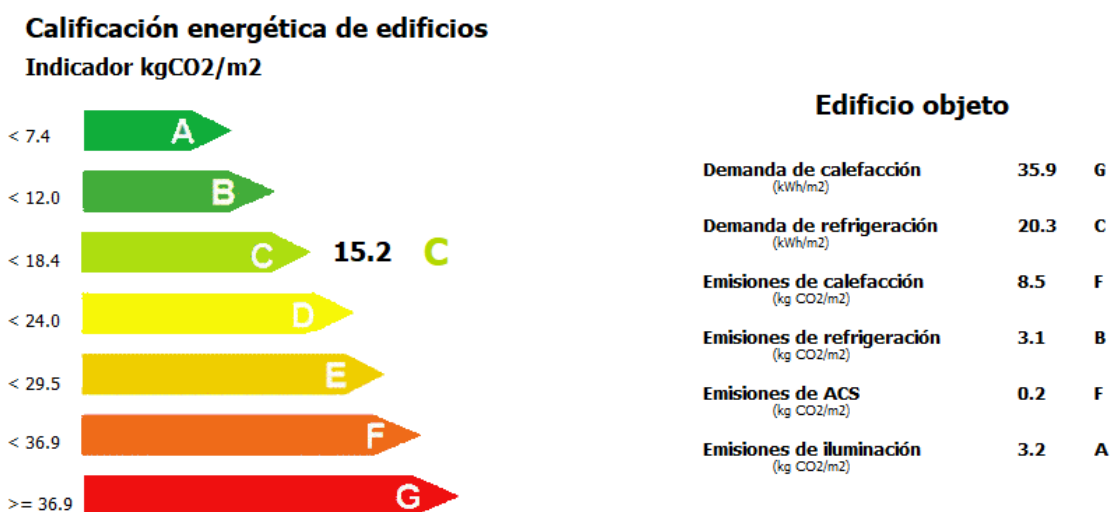 Calificación energética de edificios
Indicador kgCO2/m2
< 7.4 A
< 12.0 B
< 18.4 C 15.2 C
< 24.0 D
< 29.5 E
< 36.9 F
>= 36.9 G
Edificio objeto
Demanda de calefacción 35.9 G
(kWh/m2)
Demanda de refrigeración 20.3 C
(kWh/m2)
Emisiones de calefacción 8.5 F
(kg CO2/m2)
Emisiones de refrigeración 3.1 B
(kg CO2/m2)
Emisiones de ACS 0.2 F
(kg CO2/m2)
Emisiones de iluminación 3.2 A
(kg CO2/m2)